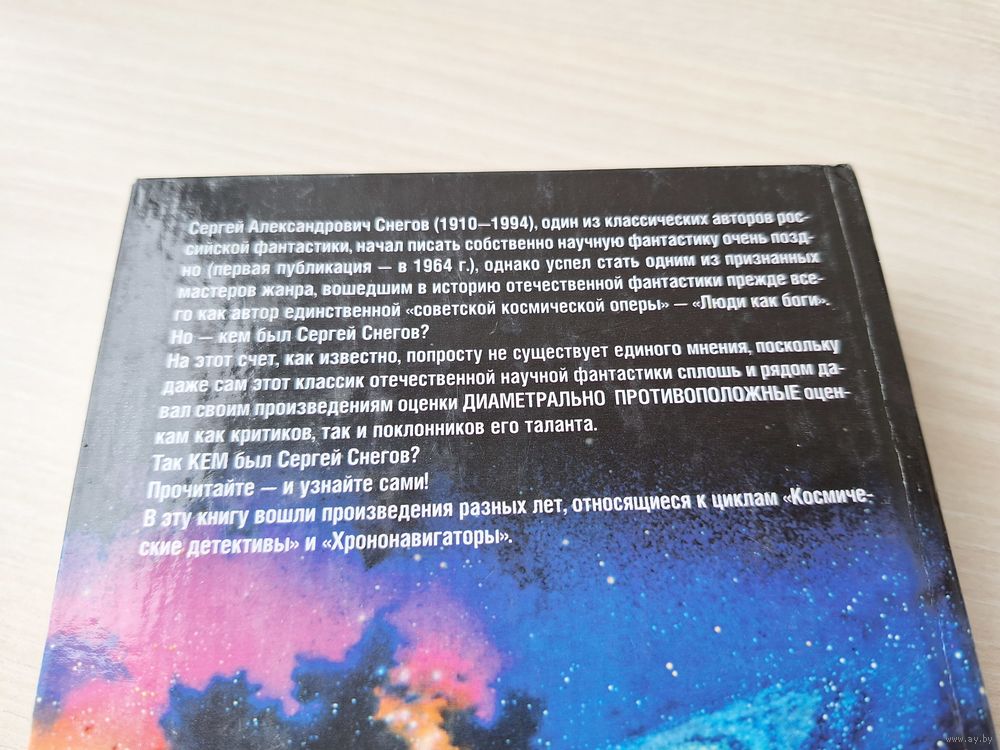 Сергей Александрович Снегов (1910—1994), один из классических авторов рос-
сийской фантастики, начал писать собственно научную фантастику очень позд-
но (первая публикация — в 1964 г.), однако успел стать одним из признанных
мастеров жанра, вошедшим в историю отечественной фантастики прежде все-
го как автор единственной «советской космической оперы» — «Люди как боги».
Но — кем был Сергей Снегов?
На этот счет, как известно, попросту не существует единого мнения, поскольку
даже сам этот классик отечественной научной фантастики сплошь и рядом да-
вал своим произведениям оценки ДИАМЕТРАЛЬНО ПРОТИВОПОЛОЖНЫЕ оцен-
кам как критиков, так и поклонников его таланта.
Так КЕМ был Сергей Снегов?
Прочитайте — и узнайте сами!
В эту книгу вошли произведения разных лет, относящиеся к циклам «Космиче-
ские детективы» и «Хрононавигаторы».
www.ay.by